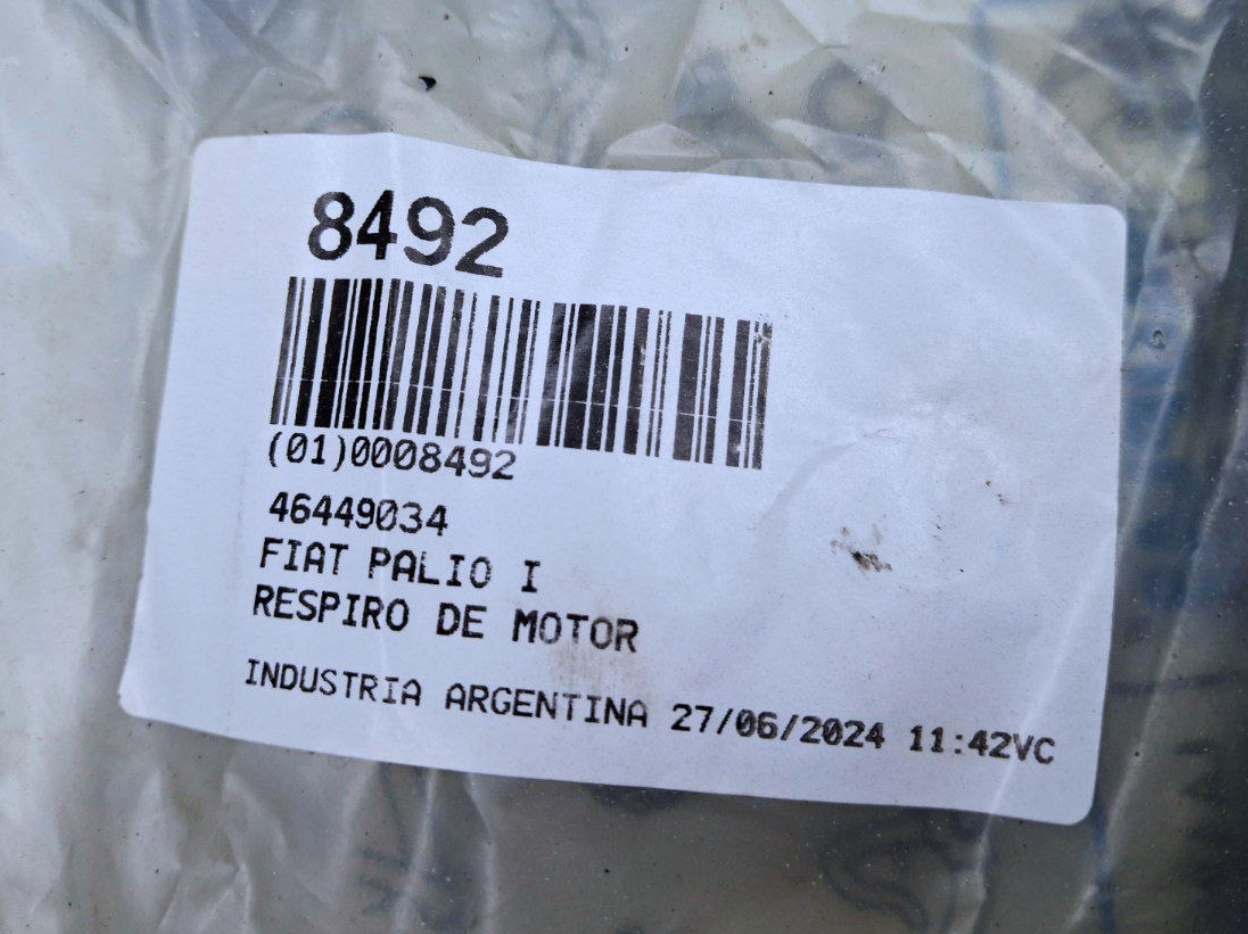 8492
(01)0008492
46449034
FIAT PALIO I
RESPIRO DE MOTOR
INDUSTRIA ARGENTINA 27/06/2024 11:42VC